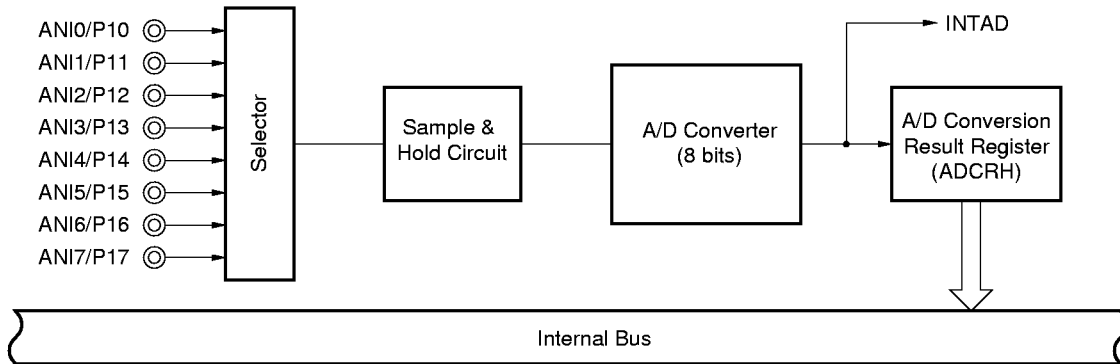 ANI0/P10
ANI1/P11
ANI2/P12
ANI3/P13
ANI4/P14
ANI5/P15
ANI6/P16
ANI7/P17
Selector
Sample &
Hold Circuit
A/D Converter
(8 bits)
INTAD
A/D Conversion
Result Register
(ADCRH)
Internal Bus